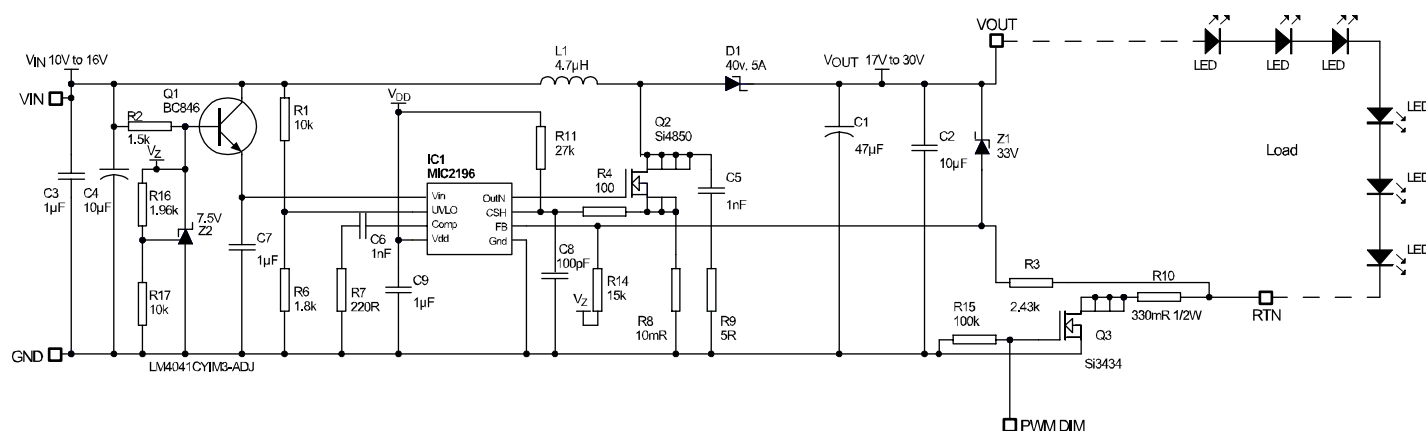 VIN 10V to 16V
VIN
GND
C3
1µF
C4
10µF
R2
1.5k
Q1
BC846
VZ
R16
1.96k
7.5V
Z2
R17
10k
LM4041CYIM3-ADJ
C7
1µF
R1
10k
R6
1.8k
R7
220R
C6
1nF
VDD
C9
1µF
IC1
MIC2196
Vin
UVLO
Comp
Vdd
OutN
CSH
FB
Gnd
L1
4.7µH
R11
27k
R4
100
Q2
Si4850
C5
1nF
C8
100pF
VZ
R14
15k
R8
10mR
R9
5R
D1
40v, 5A
VOUT 17V to 30V
C1
47µF
C2
10µF
Z1
33V
VOUT
LED
LED
LED
LED
LED
LED
Load
R3
2.43k
R10
330mR 1/2W
RTN
R15
100k
Q3
Si3434
PWM DIM